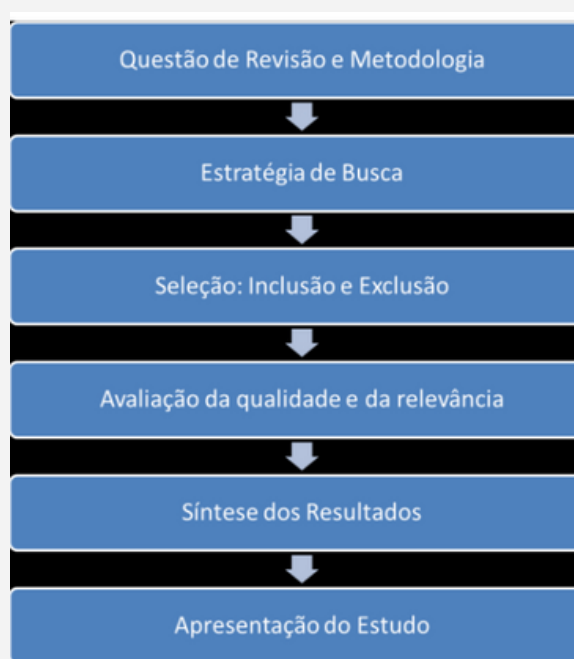 Questão de Revisão e Metodologia
Estratégia de Busca
Seleção: Inclusão e Exclusão
Avaliação da qualidade e da relevância
Síntese dos Resultados
Apresentação do Estudo